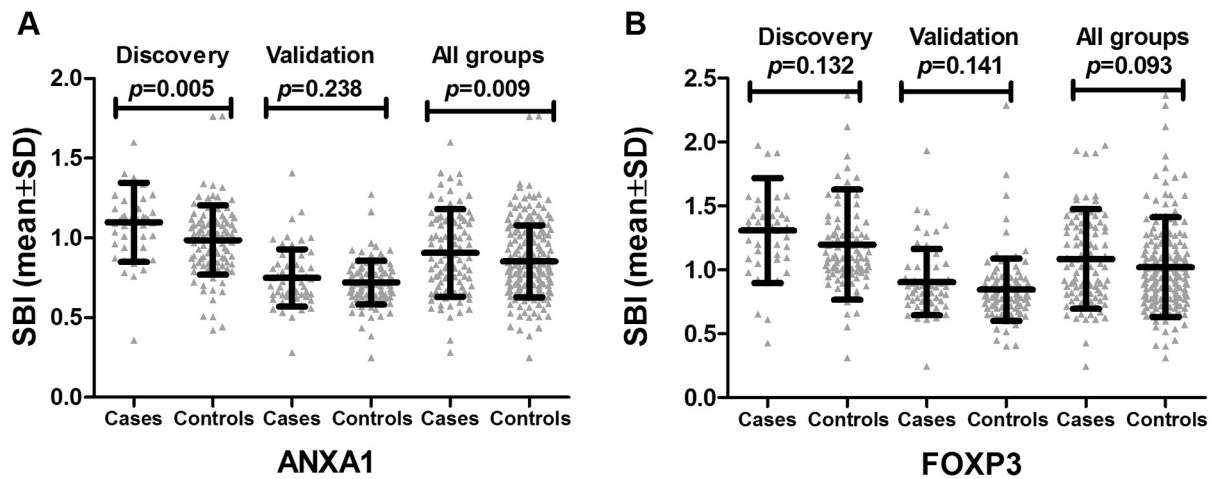 A
Discovery Validation All groups
p=0.005 p=0.238 p=0.009
SBI (mean±SD)
2.0
1.5
1.0
0.5
0.0
Cases Controls Cases Controls Cases Controls
ANXA1
B
Discovery Validation All groups
p=0.132 p=0.141 p=0.093
SBI (mean±SD)
2.5
2.0
1.5
1.0
0.5
0.0
Cases Controls Cases Controls Cases Controls
FOXP3